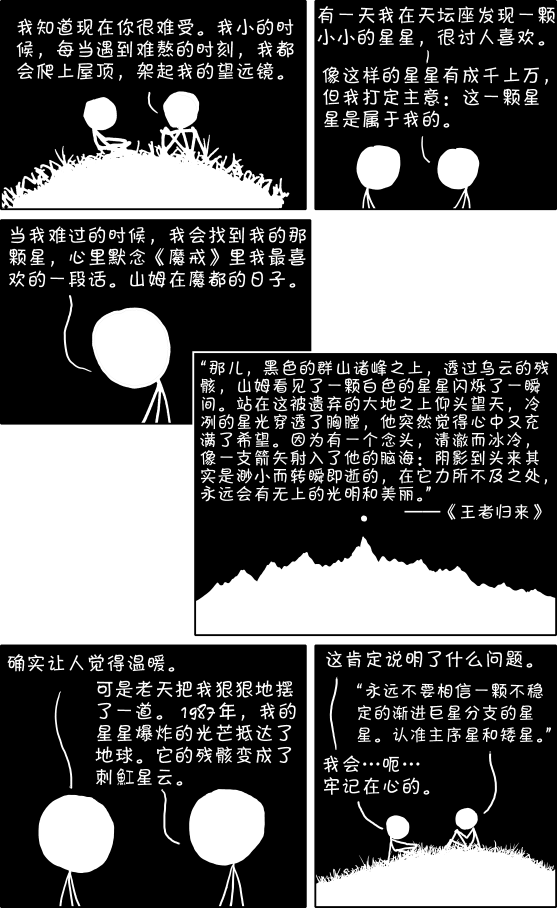 我知道现在你很难受。我小的时
候，每当遇到难熬的时刻，我都
会爬上屋顶，架起我的望远镜。
有一天我在天坛座发现一颗
小小的星星，很讨人喜欢。
像这样的星星有成千上万，
但我打定主意：这一颗星
星是属于我的。
当我难过的时候，我会找到我的那
颗星，心里默念《魔戒》里我最喜
欢的一段话。山姆在魔都的日子。
“那儿，黑色的群山诸峰之上，透过乌云的残
骸，山姆看见了一颗白色的星星闪烁了一瞬
间。站在这被遗弃的大地之上仰头望天，冷
冽的星光穿透了胸膛，他突然觉得心中又充
满了希望。因为有一个念头，清澈而冰冷，
像一支箭矢射入了他的脑海：阴影到头来其
实是渺小而转瞬即逝的，在它力所不及之处，
永远会有无上的光明和美丽。”
——《王者归来》
确实让人觉得温暖。
可是老天把我狠狠地摆
了一道。1987年，我的
星星爆炸的光芒抵达了
地球。它的残骸变成了
刺魟星云。
这肯定说明了什么问题。
“永远不要相信一颗不稳
定的渐进巨星分支的星
星。认准主序星和矮星。”
我会…呃…
牢记在心的。